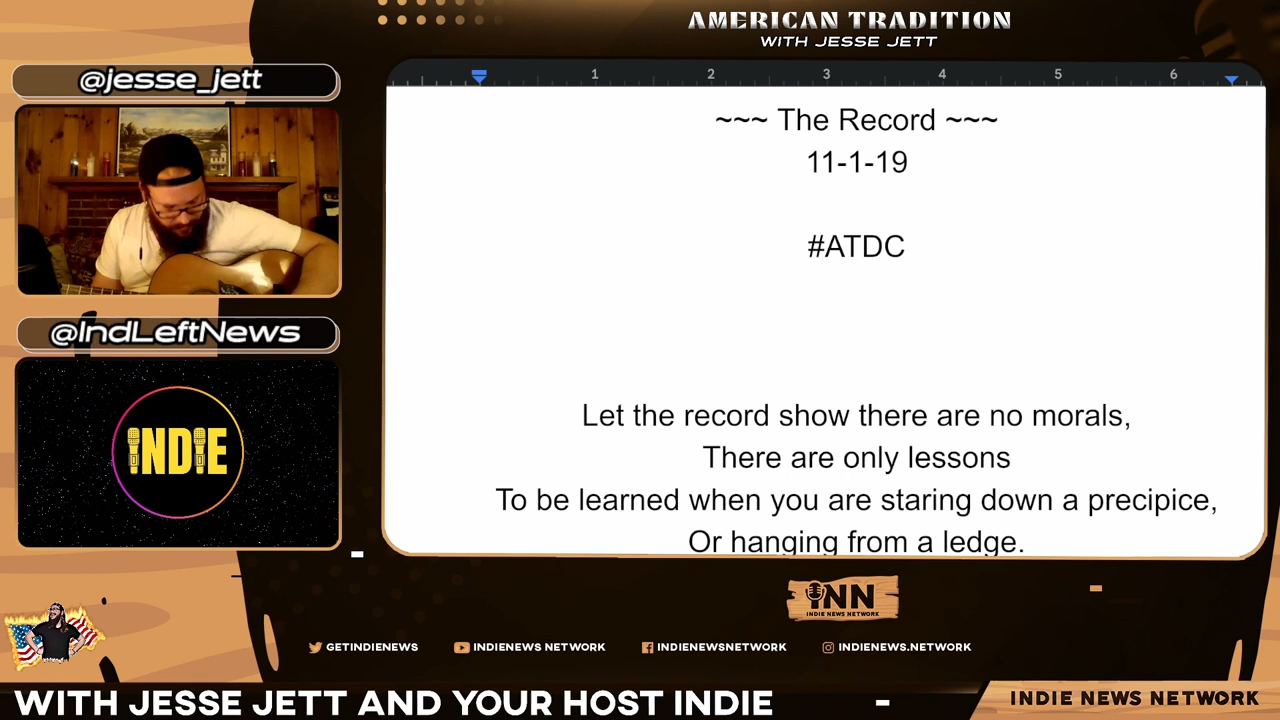 AMERICAN TRADITION
WITH JESSE JETT
@jesse_jett
1 2 3 4 5 6
~~~ The Record ~~~
11-1-19
#ATDC
@IndLeftNews
INDIE
Let the record show there are no morals,
There are only lessons
To be learned when you are staring down a precipice,
Or hanging from a ledge.
INN
INDIE NEWS NETWORK
GETINDIENEWS
INDIENEWS NETWORK
INDIENEWSNETWORK
INDIENEWS.NETWORK
WITH JESSE JETT AND YOUR HOST INDIE -
INDIE NEWS NETWORK